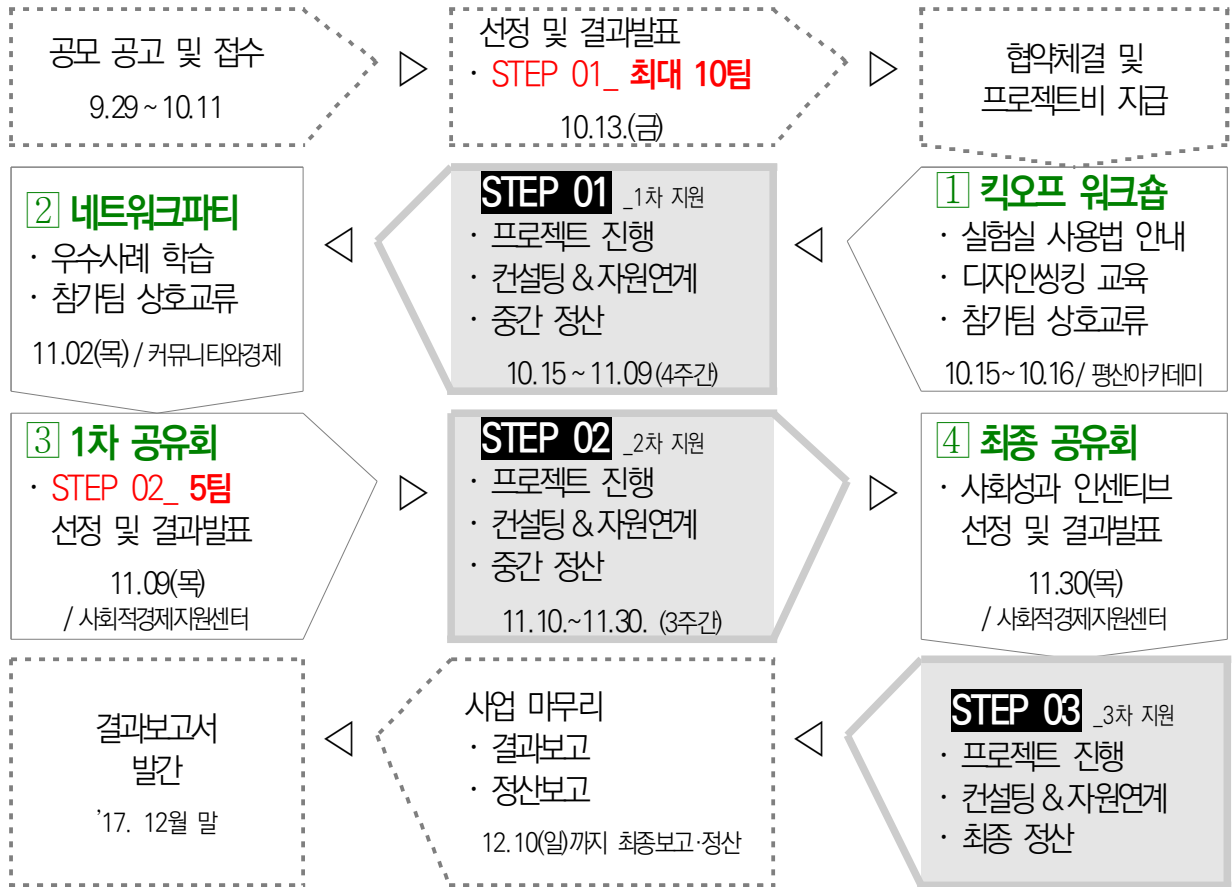 공모 공고 및 접수
9.29 ~ 10.11
▷
선정 및 결과발표
· STEP 01_ 최대 10팀
10.13.(금)
▷
협약체결 및
프로젝트비 지급
1 킥오프 워크숍
· 실험실 사용법 안내
· 디자인씽킹 교육
· 참가팀 상호교류
10.15~10.16 / 평산아카데미
◁
STEP 01 _1차 지원
· 프로젝트 진행
· 컨설팅 & 자원연계
· 중간 정산
10.15 ~ 11.09 (4주간)
◁
2 네트워크파티
· 우수사례 학습
· 참가팀 상호교류
11.02(목) / 커뮤니티와경제
3 1차 공유회
· STEP 02_ 5팀
선정 및 결과발표
11.09(목)
/ 사회적경제지원센터
▷
STEP 02 _2차 지원
· 프로젝트 진행
· 컨설팅 & 자원연계
· 중간 정산
11.10.~11.30. (3주간)
▷
4 최종 공유회
· 사회성과 인센티브
선정 및 결과발표
11.30(목)
/ 사회적경제지원센터
STEP 03 _3차 지원
· 프로젝트 진행
· 컨설팅 & 자원연계
· 최종 정산
◁
사업 마무리
· 결과보고
· 정산보고
12.10(일)까지 최종보고·정산
◁
결과보고서
발간
'17. 12월 말